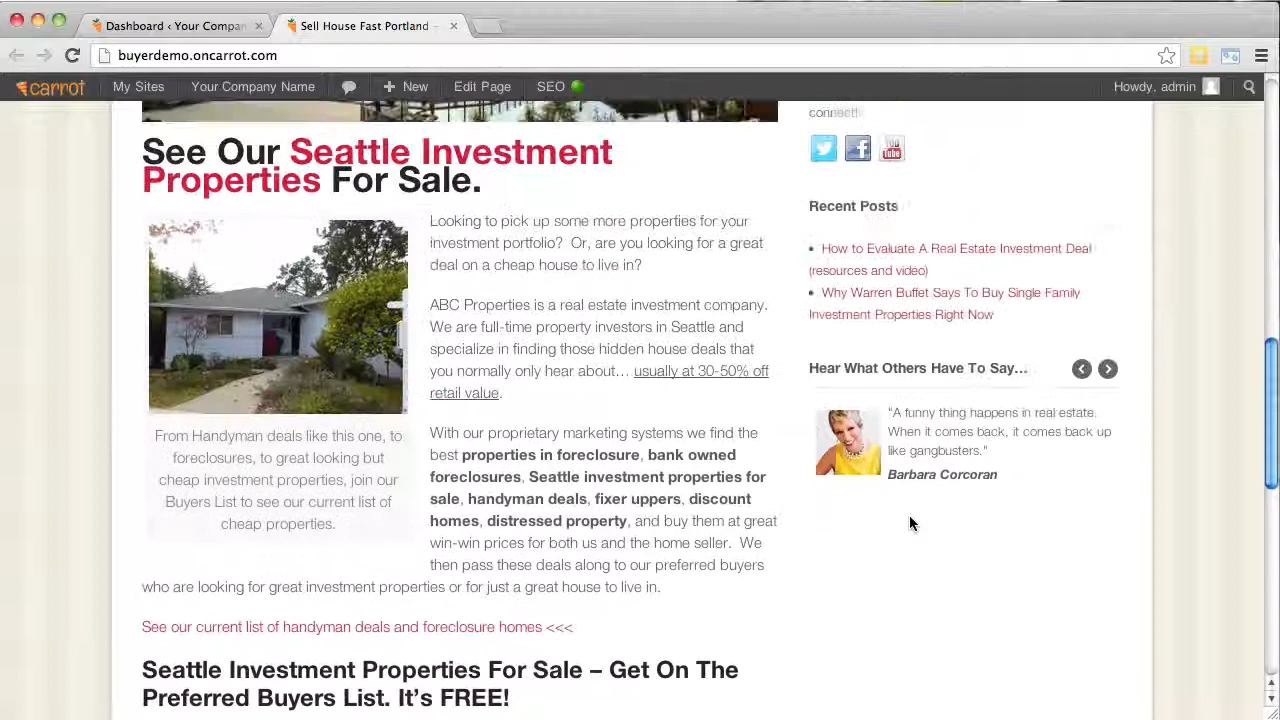 Dashboard ‹ Your Compan
Sell House Fast Portland –
buyerdemo.oncarrot.com
carrot
My Sites
Your Company Name
New
Edit Page
SEO
Howdy, admin
connect!
See Our Seattle Investment
Properties For Sale.
Looking to pick up some more properties for your
investment portfolio?  Or, are you looking for a great
deal on a cheap house to live in?
ABC Properties is a real estate investment company.
We are full-time property investors in Seattle and
specialize in finding those hidden house deals that
you normally only hear about… usually at 30-50% off
retail value.
From Handyman deals like this one, to
foreclosures, to great looking but
cheap investment properties, join our
Buyers List to see our current list of
cheap properties.
With our proprietary marketing systems we find the
best properties in foreclosure, bank owned
foreclosures, Seattle investment properties for
sale, handyman deals, fixer uppers, discount
homes, distressed property, and buy them at great
win-win prices for both us and the home seller.  We
then pass these deals along to our preferred buyers
who are looking for great investment properties or for just a great house to live in.
See our current list of handyman deals and foreclosure homes <<<
Seattle Investment Properties For Sale – Get On The
Preferred Buyers List. It's FREE!
You Tube
Recent Posts
How to Evaluate A Real Estate Investment Deal
(resources and video)
Why Warren Buffet Says To Buy Single Family
Investment Properties Right Now
Hear What Others Have To Say...
"A funny thing happens in real estate.
When it comes back, it comes back up
like gangbusters."
Barbara Corcoran